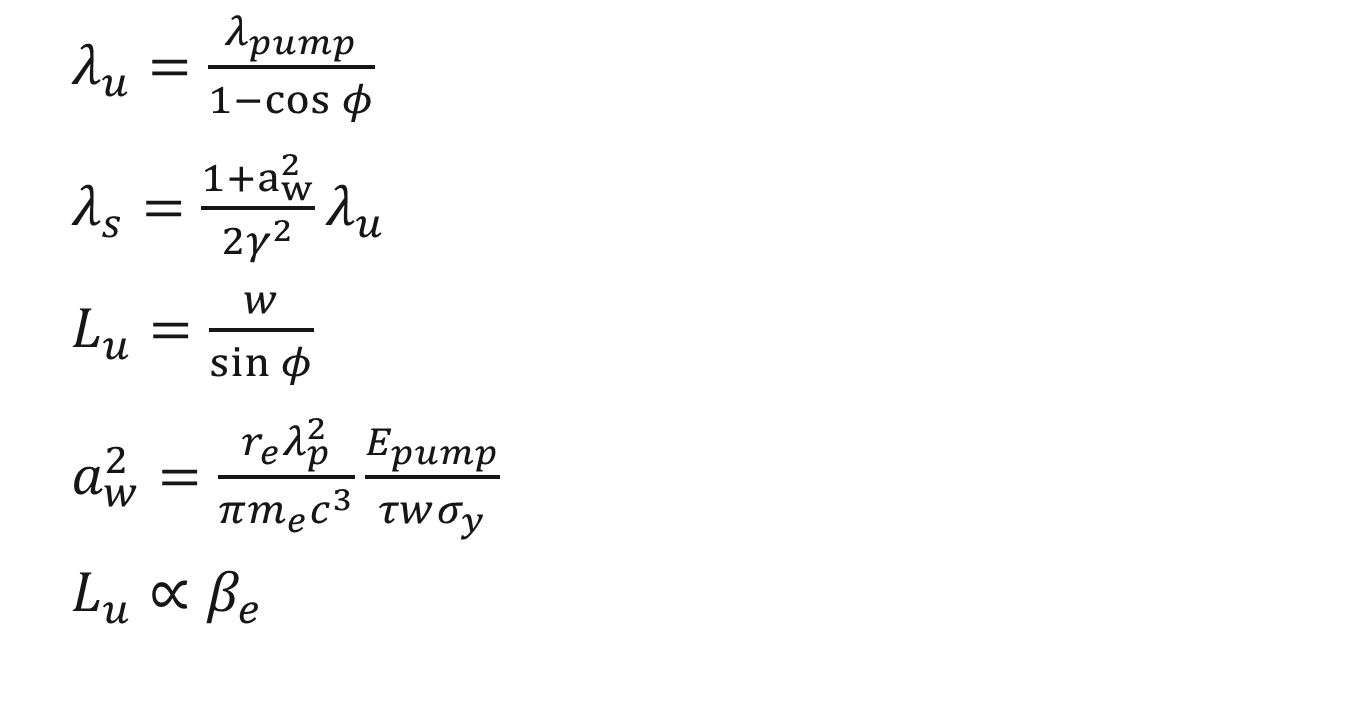 λ_u = λ_pump / (1−cos ϕ)
λ_s = (1+a_w^2) / (2γ^2) λ_u
L_u = w / (sin ϕ)
a_w^2 = (r_e λ_p^2) / (π m_e c^3) E_pump / (τwσ_y)
L_u ∝ β_e